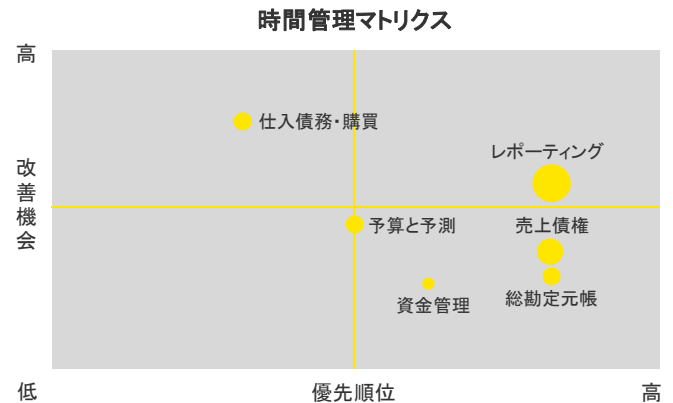 時間管理マトリクス
高
仕入債務・購買
レポーティング
改善機会
予算と予測
売上債権
資金管理
総勘定元帳
低
優先順位
高